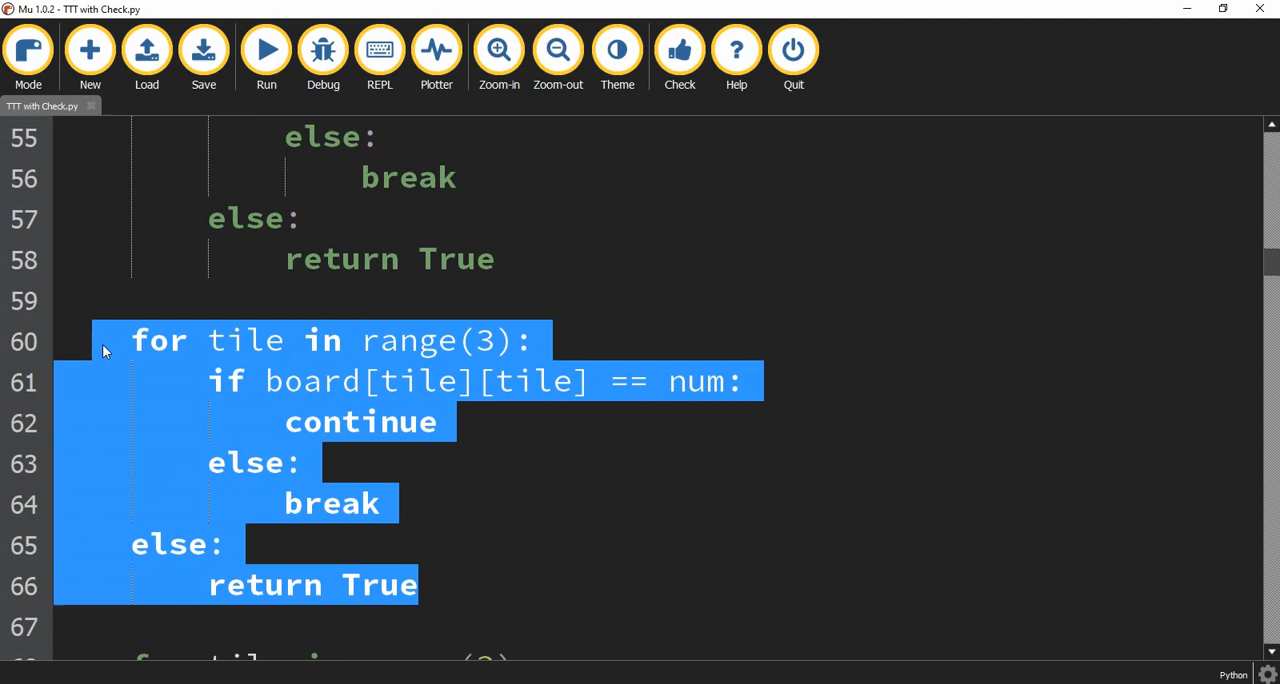 Mu 1.0.2 - TTT with Check.py
Mode New Load Save Run Debug REPL Plotter Zoom-in Zoom-out Theme Check Help Quit
TTT with Check.py
55 else:
56 break
57 else:
58 return True
59
60 for tile in range(3):
61 if board[tile][tile] == num:
62 continue
63 else:
64 break
65 else:
66 return True
67
Python